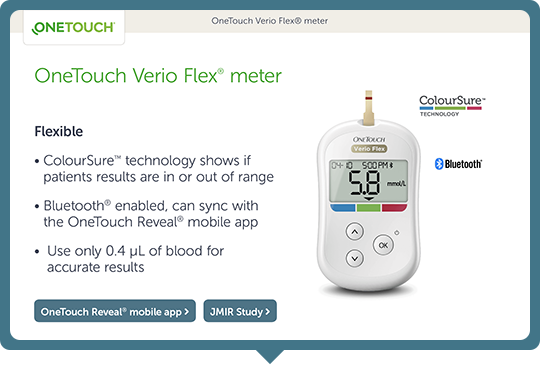 ONETOUCH®
OneTouch Verio Flex® meter
OneTouch Verio Flex® meter
Flexible
• ColourSure™ technology shows if
patients results are in or out of range
• Bluetooth® enabled, can sync with
the OneTouch Reveal® mobile app
• Use only 0.4 µL of blood for
accurate results
OneTouch Reveal® mobile app >
JMIR Study >
ONETOUCH
Verio Flex
04-10 5:00PM
5.8 mmol/L
OK
ColourSure™
TECHNOLOGY
Bluetooth®